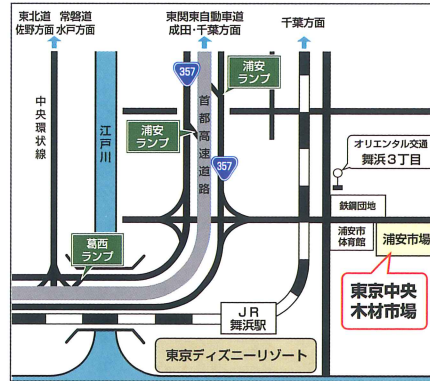 東北道 常磐道
佐野方面 水戸方面
東関東自動車道
成田・千葉方面
千葉方面
357
中央環状線
江戸川
浦安
ランプ
首都高速道路
浦安
ランプ
357
オリエンタル交通
舞浜3丁目
鉄鋼団地
浦安市
体育館
浦安市場
葛西
ランプ
東京中央
木材市場
JR
舞浜駅
東京ディズニーリゾート